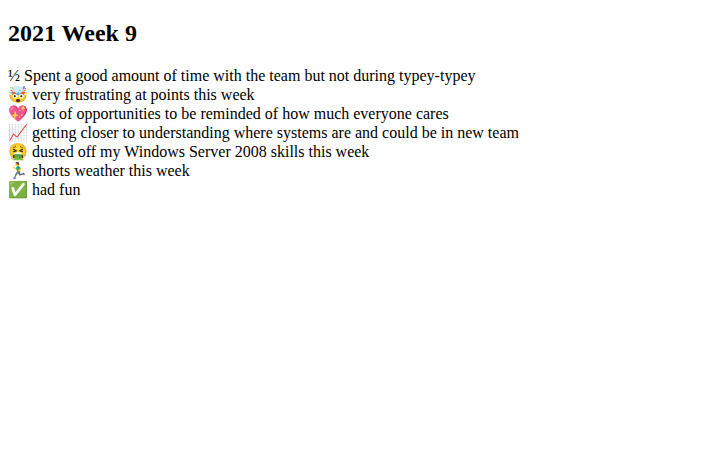 2021 Week 9
½ Spent a good amount of time with the team but not during typey-typey
🤯 very frustrating at points this week
💖 lots of opportunities to be reminded of how much everyone cares
📈 getting closer to understanding where systems are and could be in new team
🤮 dusted off my Windows Server 2008 skills this week
🏃‍♂️ shorts weather this week
✅ had fun